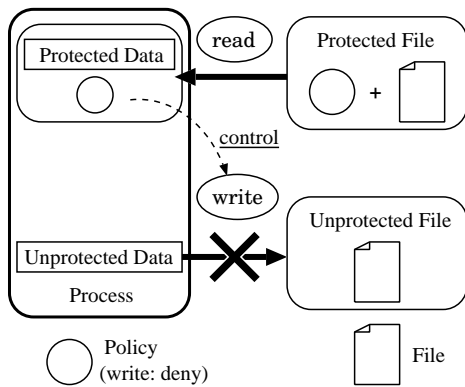 Protected Data
read
Protected File
+
control
write
Unprotected Data
Unprotected File
Process
Policy
(write: deny)
File